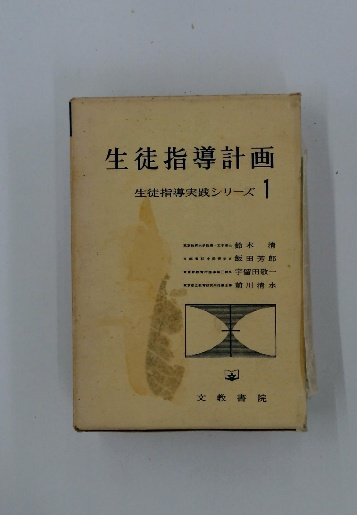 生徒指導計画
生徒指導実践シリーズ 1
鈴木 清
飯田芳郎
宇留田敬一
前川清水
文教書院